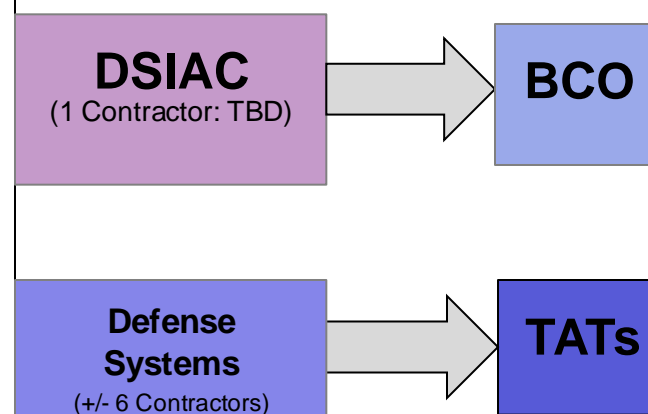 DSIAC
(1 Contractor: TBD)
BCO
Defense
Systems
(+/- 6 Contractors)
TATs